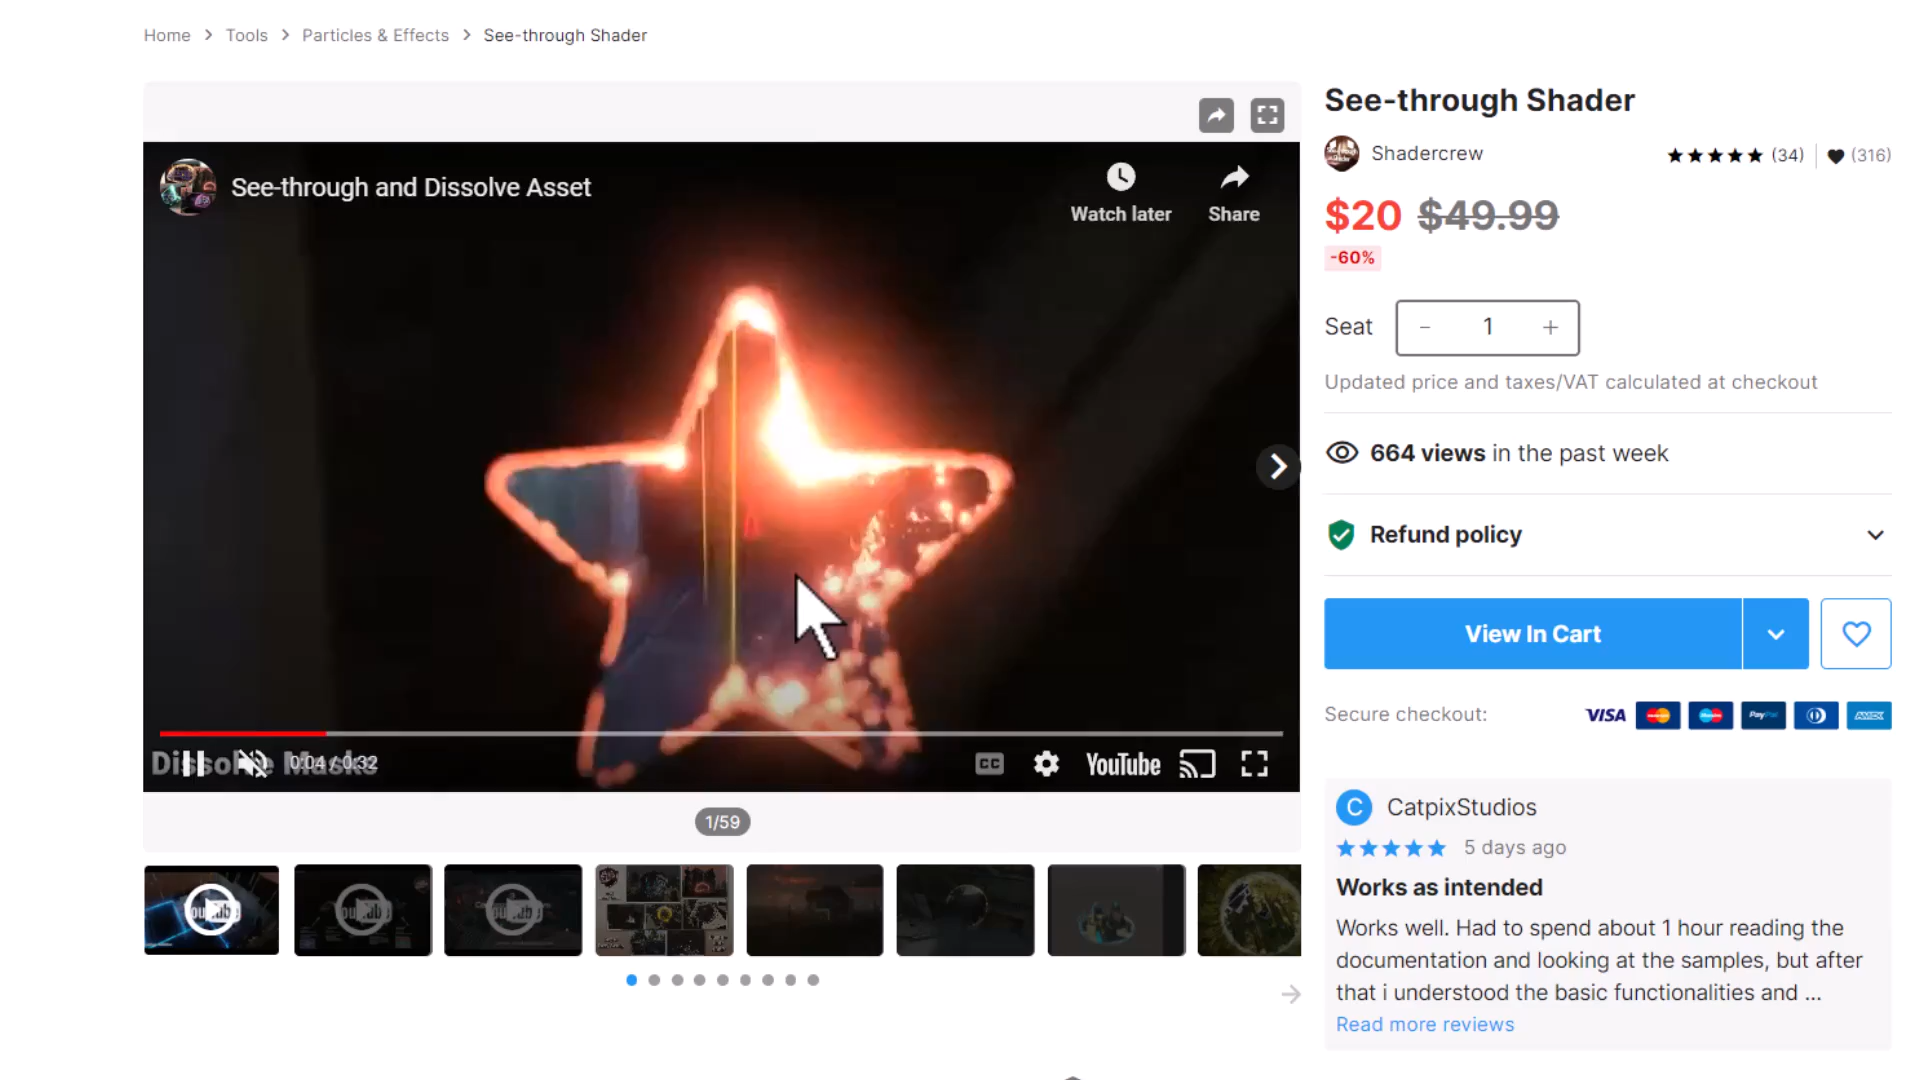 Home > Tools > Particles & Effects > See-through Shader
See-through and Dissolve Asset
Watch later
Share
0:04 / 0:32
CC
YouTube
1/59
See-through Shader
Shadercrew
(34)
(316)
$20 $49.99
-60%
Seat
- 1 +
Updated price and taxes/VAT calculated at checkout
664 views in the past week
Refund policy
View In Cart
Secure checkout:
VISA
PayPal
AMEX
C
CatpixStudios
5 days ago
Works as intended
Works well. Had to spend about 1 hour reading the
documentation and looking at the samples, but after
that i understood the basic functionalities and ...
Read more reviews